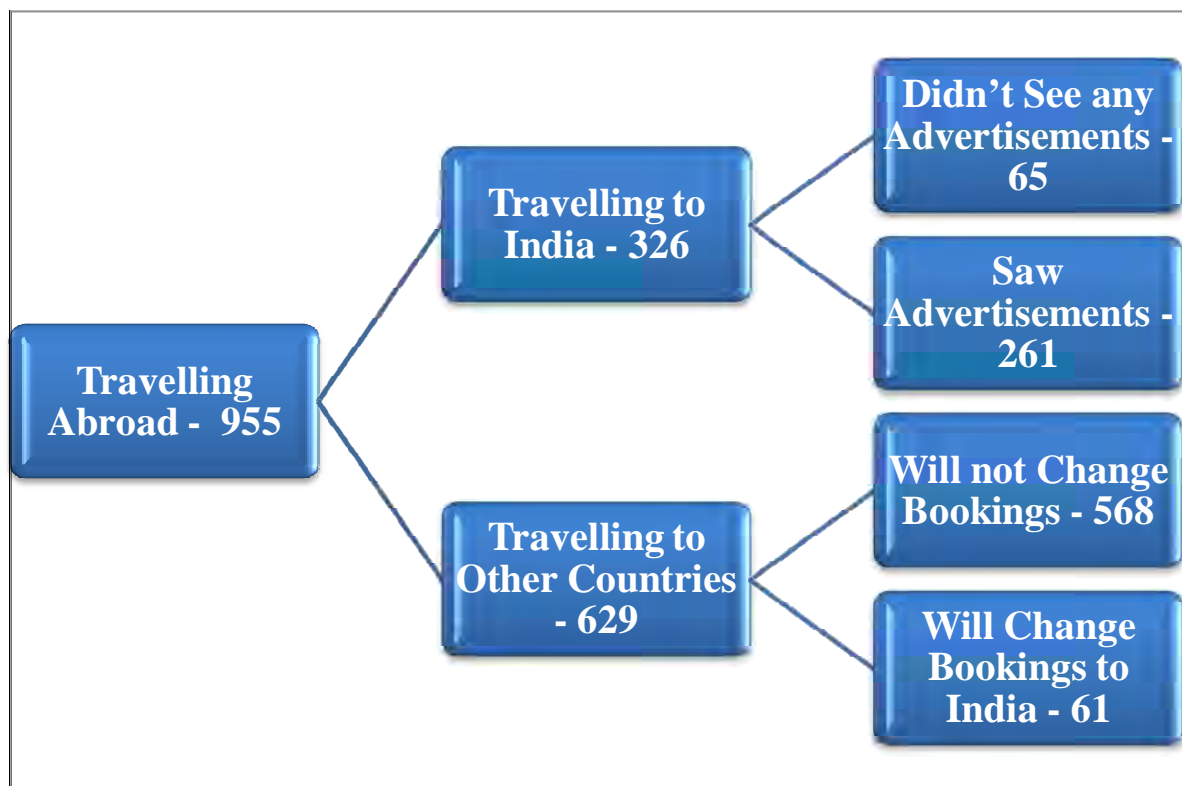 Travelling
Abroad - 955
Travelling to
India - 326
Didn’t See any
Advertisements -
65
Saw
Advertisements -
261
Travelling to
Other Countries
- 629
Will not Change
Bookings - 568
Will Change
Bookings to
India - 61